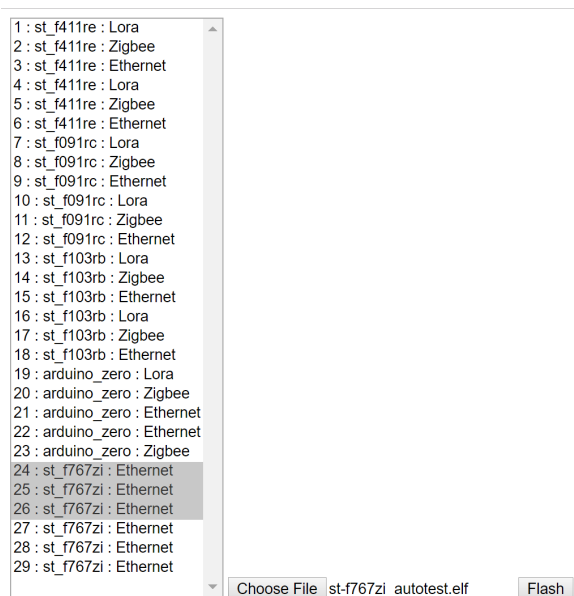 1 : st_f411re : Lora
2 : st_f411re : Zigbee
3 : st_f411re : Ethernet
4 : st_f411re : Lora
5 : st_f411re : Zigbee
6 : st_f411re : Ethernet
7 : st_f091rc : Lora
8 : st_f091rc : Zigbee
9 : st_f091rc : Ethernet
10 : st_f091rc : Lora
11 : st_f091rc : Zigbee
12 : st_f091rc : Ethernet
13 : st_f103rb : Lora
14 : st_f103rb : Zigbee
15 : st_f103rb : Ethernet
16 : st_f103rb : Lora
17 : st_f103rb : Zigbee
18 : st_f103rb : Ethernet
19 : arduino_zero : Lora
20 : arduino_zero : Zigbee
21 : arduino_zero : Ethernet
22 : arduino_zero : Ethernet
23 : arduino_zero : Zigbee
24 : st_f767zi : Ethernet
25 : st_f767zi : Ethernet
26 : st_f767zi : Ethernet
27 : st_f767zi : Ethernet
28 : st_f767zi : Ethernet
29 : st_f767zi : Ethernet
Choose File st-f767zi_autotest.elf Flash